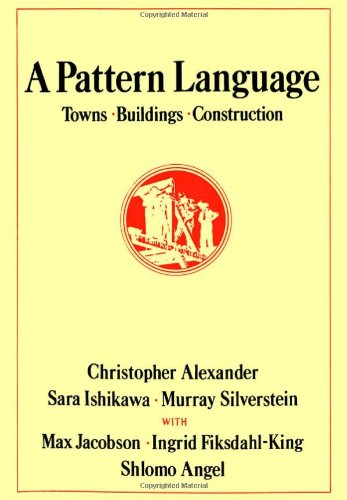 Copyrighted Material
A Pattern Language
Towns · Buildings · Construction
Christopher Alexander
Sara Ishikawa · Murray Silverstein
WITH
Max Jacobson · Ingrid Fiksdahl-King
Shlomo Angel
Copyrighted Material